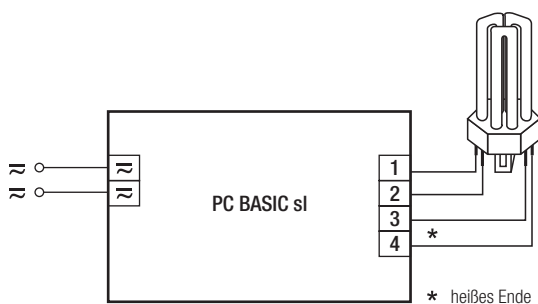 ≂ ≂ 1
≂ ≂ 2
PC BASIC sl
3
4 *
* heißes Ende